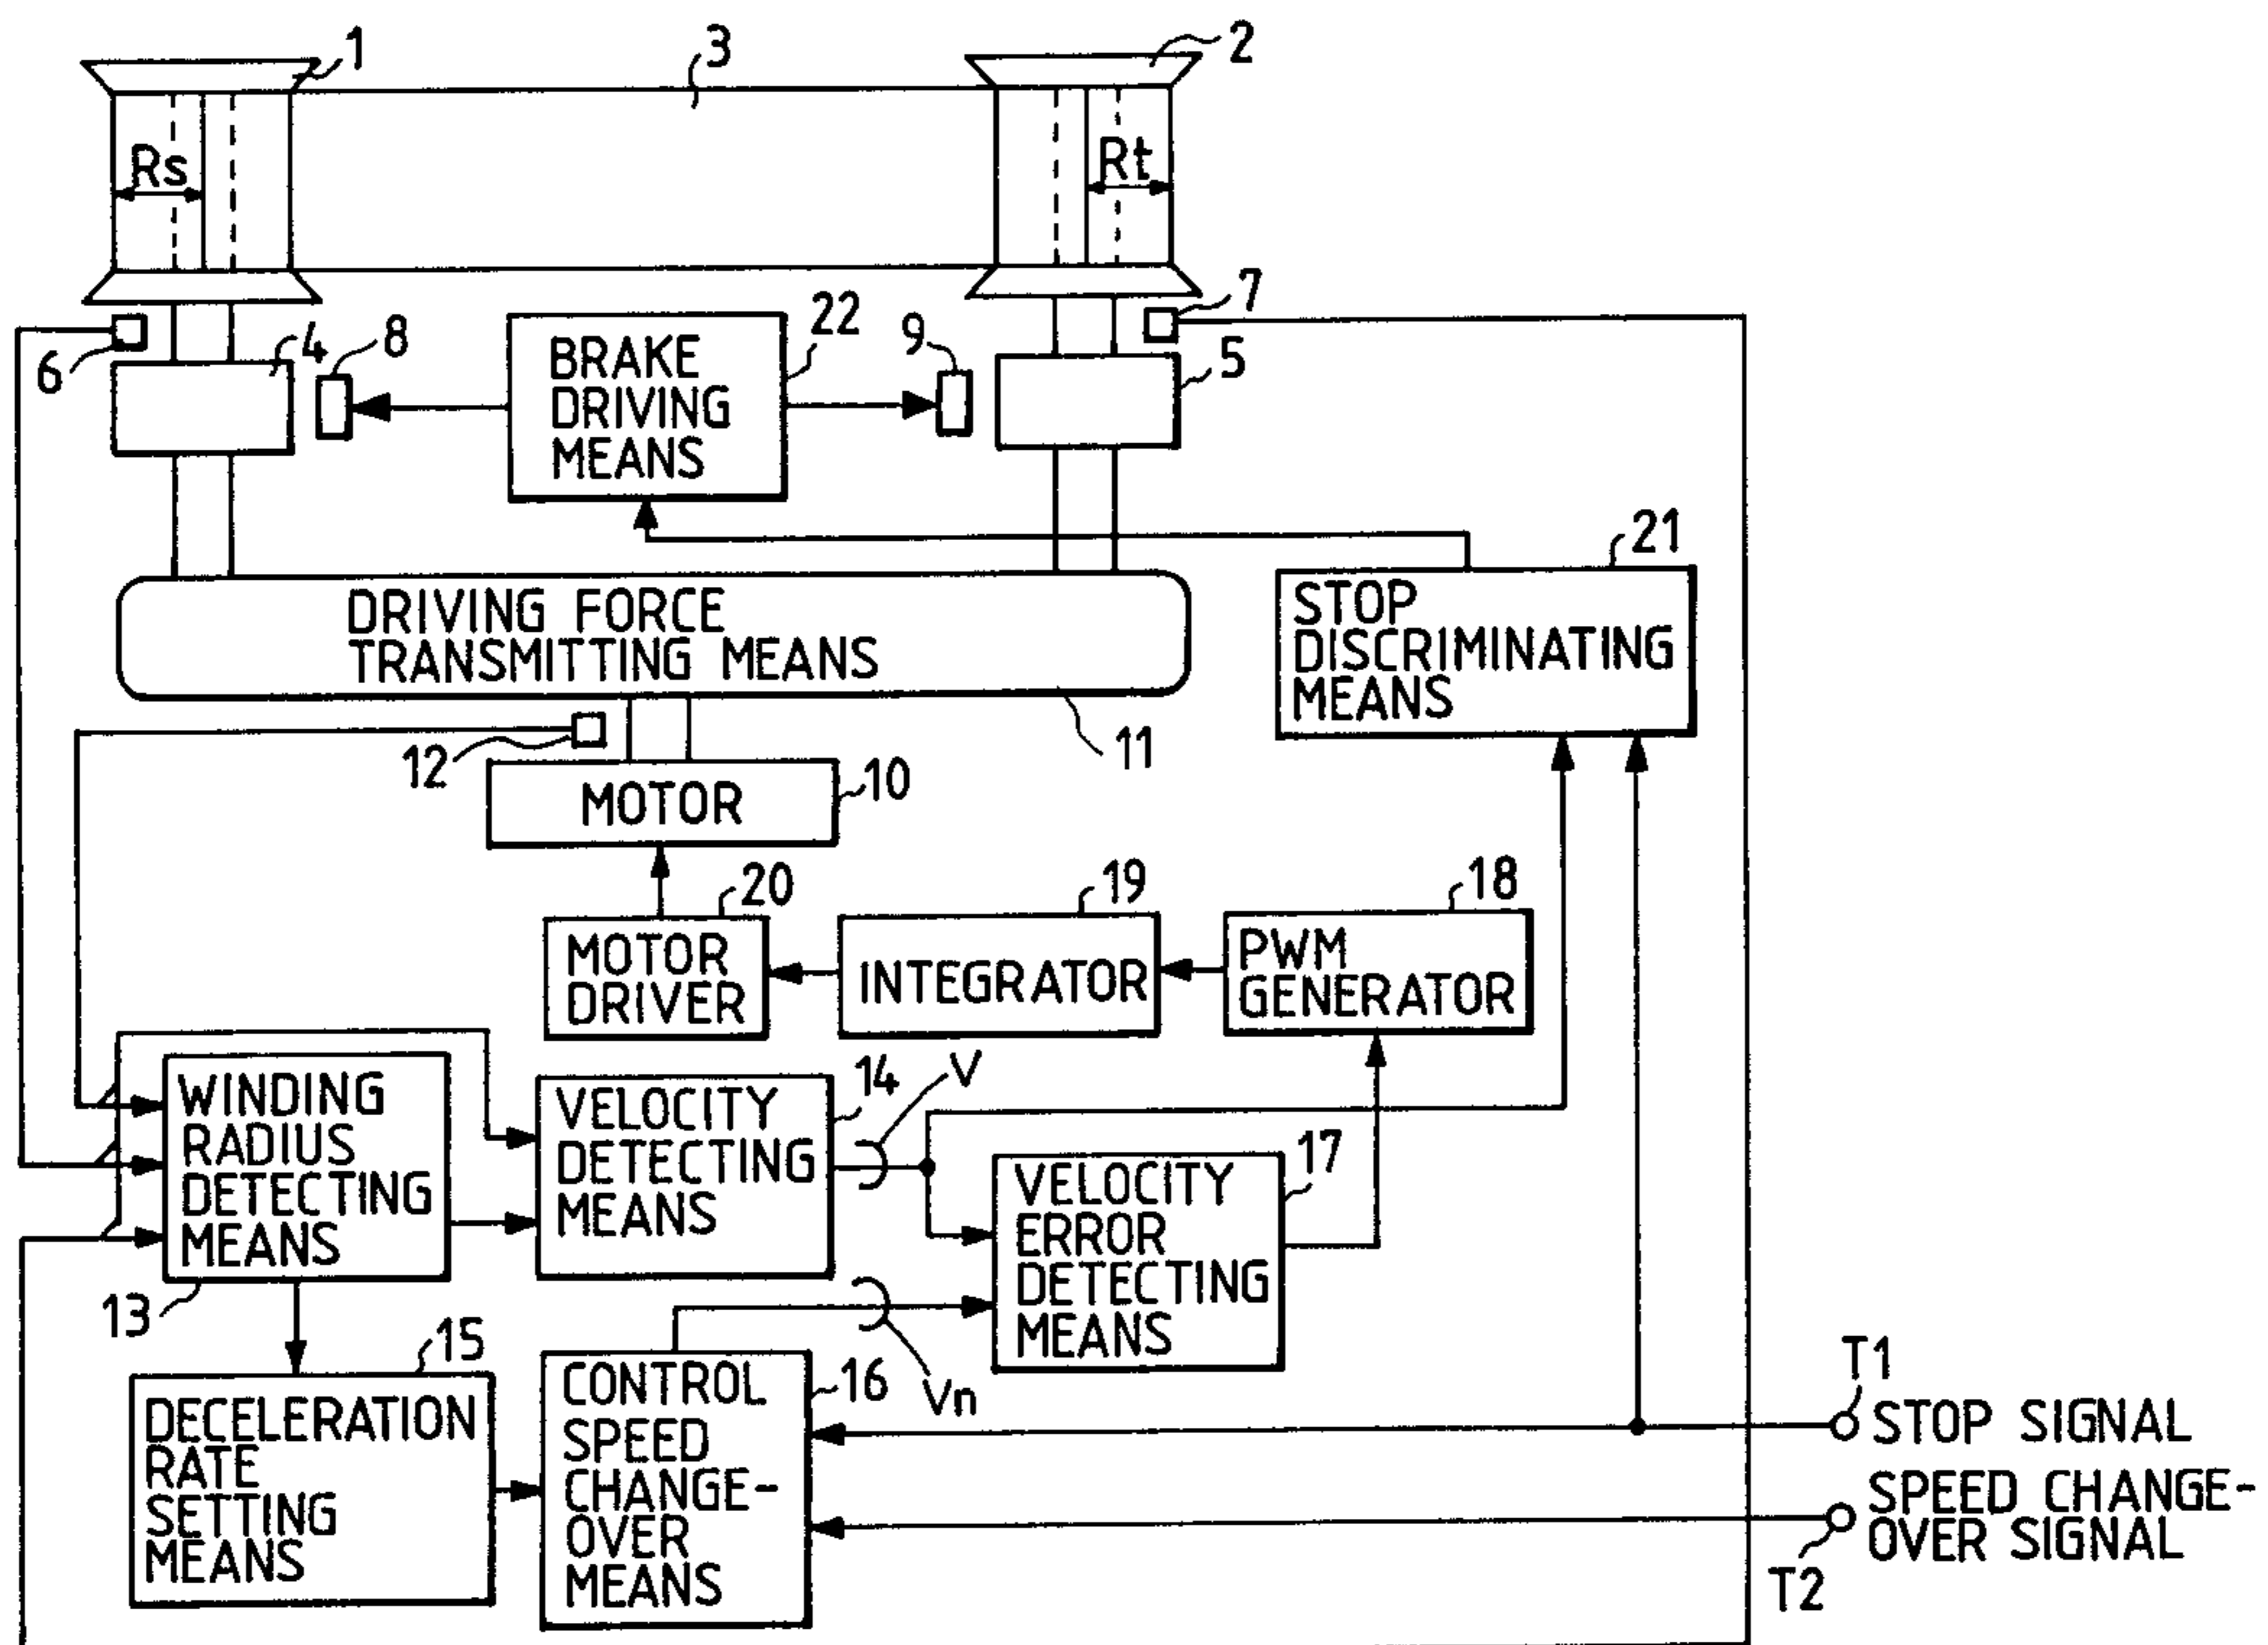 1
2
3
Rs
Rt
6
4
8
22
9
7
5
BRAKE
DRIVING
MEANS
21
DRIVING FORCE
TRANSMITTING MEANS
STOP
DISCRIMINATING
MEANS
12
11
MOTOR
10
20
19
18
MOTOR
DRIVER
INTEGRATOR
PWM
GENERATOR
WINDING
RADIUS
DETECTING
MEANS
13
VELOCITY
DETECTING
MEANS
14
V
VELOCITY
ERROR
DETECTING
MEANS
17
15
DECELERATION
RATE
SETTING
MEANS
CONTROL
SPEED
CHANGE-
OVER
MEANS
16
Vn
T1
STOP SIGNAL
SPEED CHANGE-
OVER SIGNAL
T2